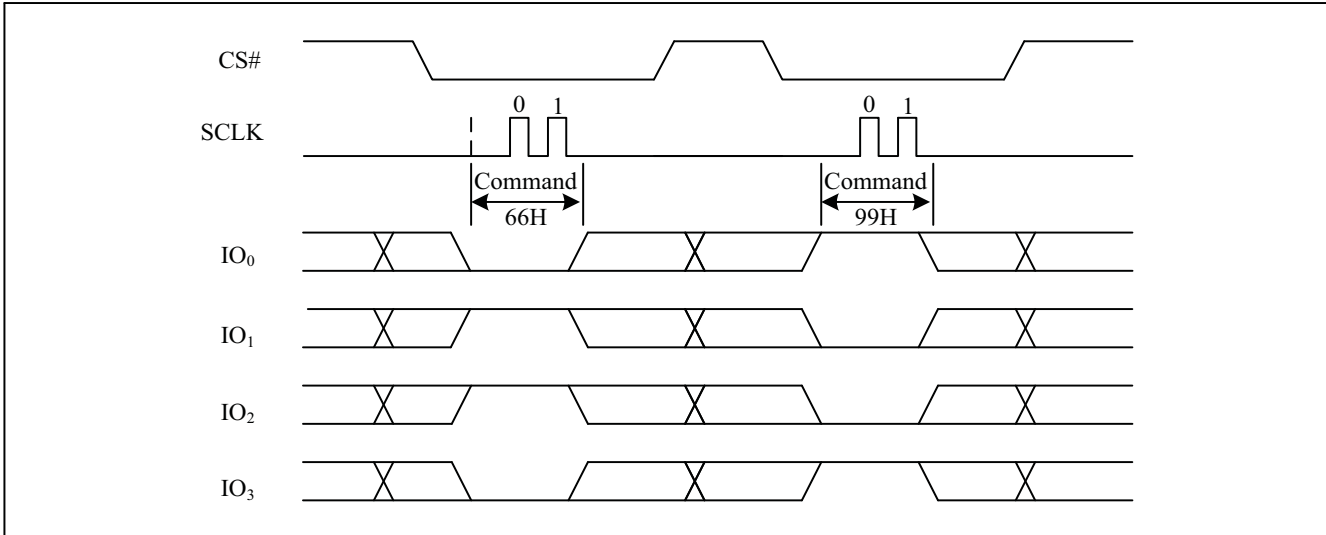 CS#
0 1 0 1
SCLK
Command Command
66H 99H
IO₀
IO₁
IO₂
IO₃